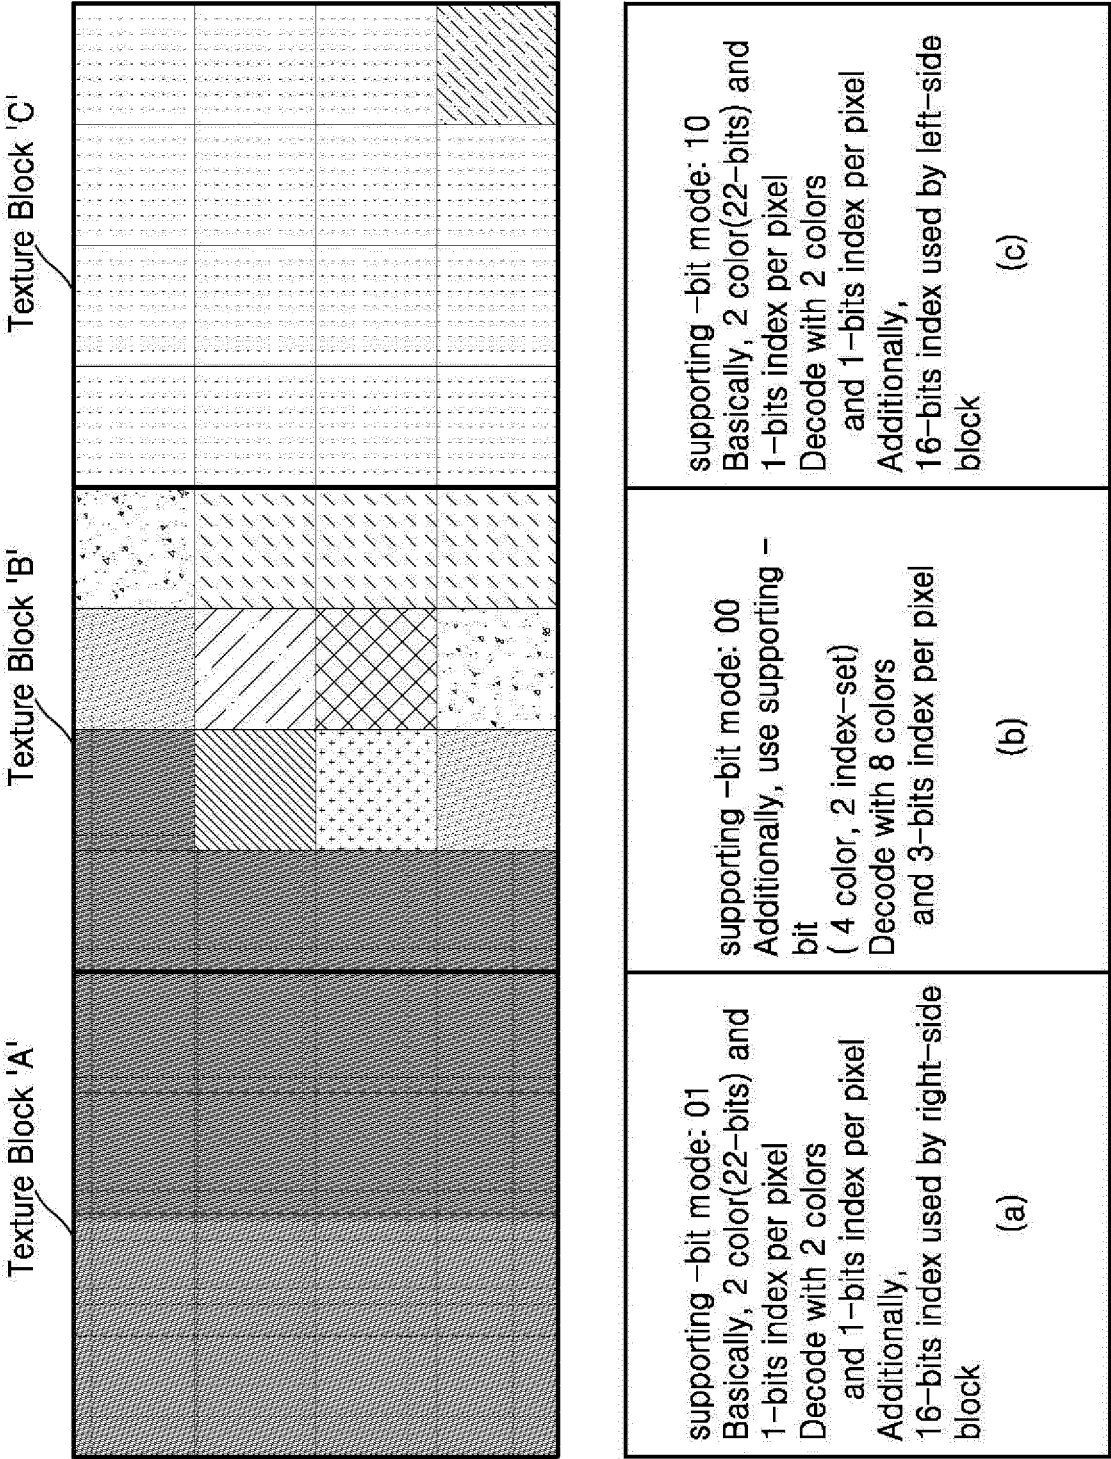 Texture Block 'A'
Texture Block 'B'
Texture Block 'C'
supporting -bit mode: 01
Basically, 2 color(22-bits) and
1-bits index per pixel
Decode with 2 colors
and 1-bits index per pixel
Additionally,
16-bits index used by right-side
block
(a)
supporting -bit mode: 00
Additionally, use supporting -
bit
( 4 color, 2 index-set)
Decode with 8 colors
and 3-bits index per pixel
(b)
supporting -bit mode: 10
Basically, 2 color(22-bits) and
1-bits index per pixel
Decode with 2 colors
and 1-bits index per pixel
Additionally,
16-bits index used by left-side
block
(c)